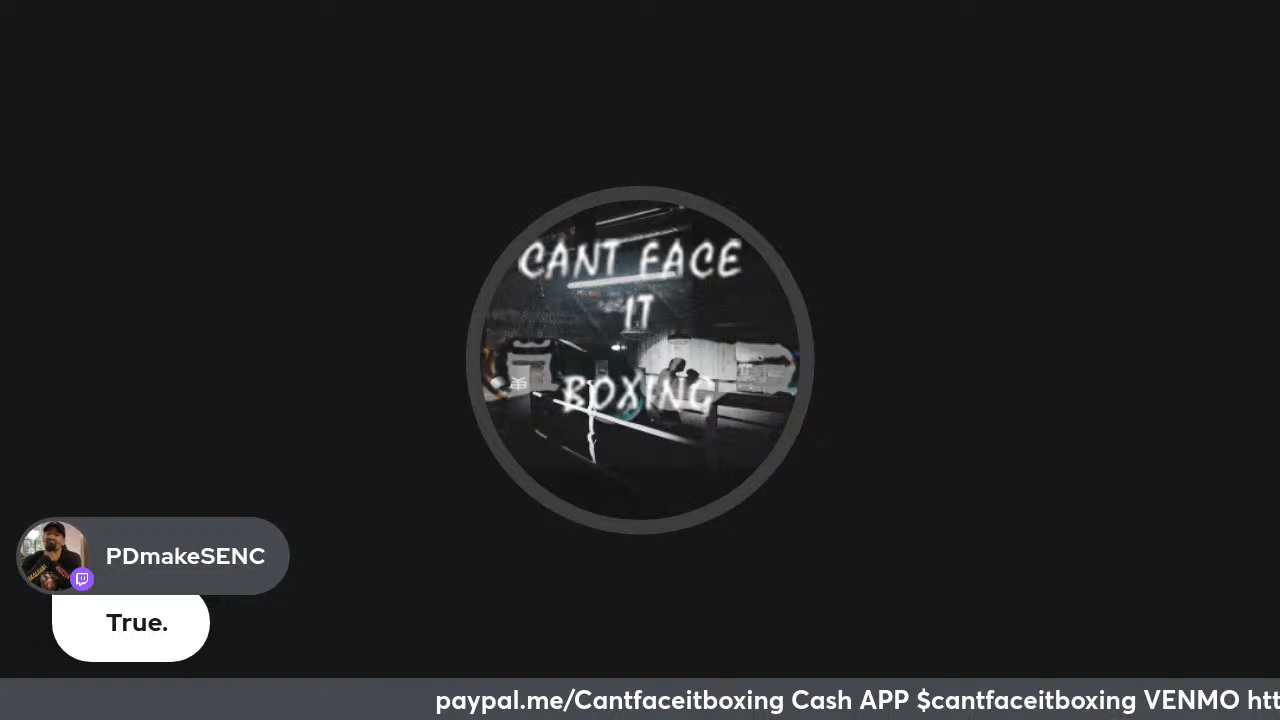 CANT FACE
IT
BOXING
PDmakeSENC
True.
paypal.me/Cantfaceitboxing Cash APP $cantfaceitboxing VENMO htt